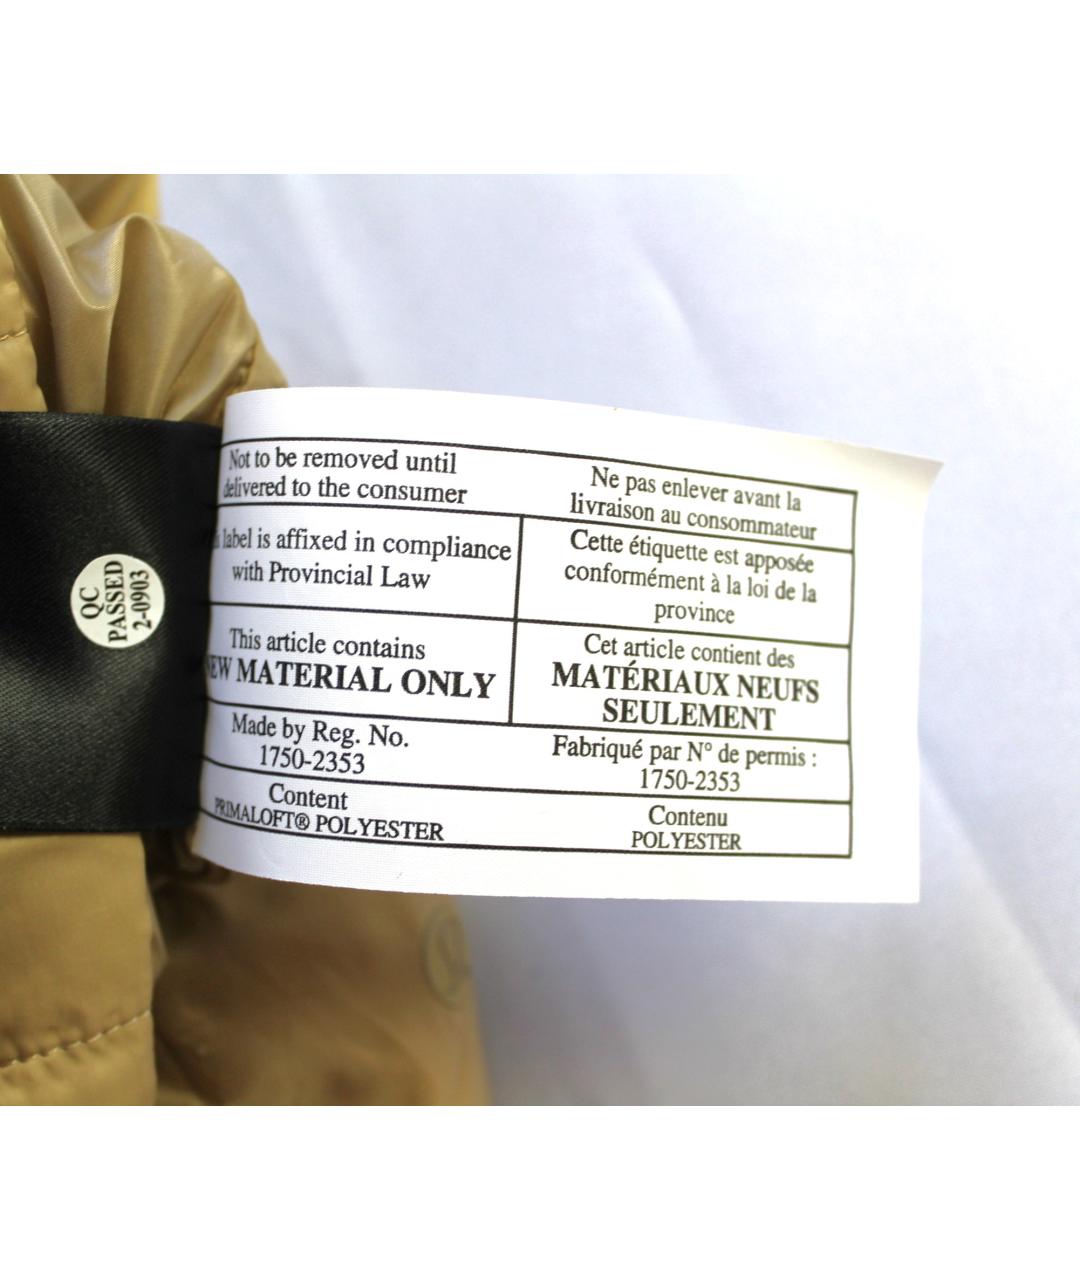 QC
PASSED
2-0903
Not to be removed until
delivered to the consumer
Ne pas enlever avant la
livraison au consommateur
label is affixed in compliance
with Provincial Law
Cette étiquette est apposée
conformément à la loi de la
province
This article contains
NEW MATERIAL ONLY
Cet article contient des
MATÉRIAUX NEUFS
SEULEMENT
Made by Reg. No.
1750-2353
Fabriqué par N° de permis :
1750-2353
Content
PRIMALOFT® POLYESTER
Contenu
POLYESTER